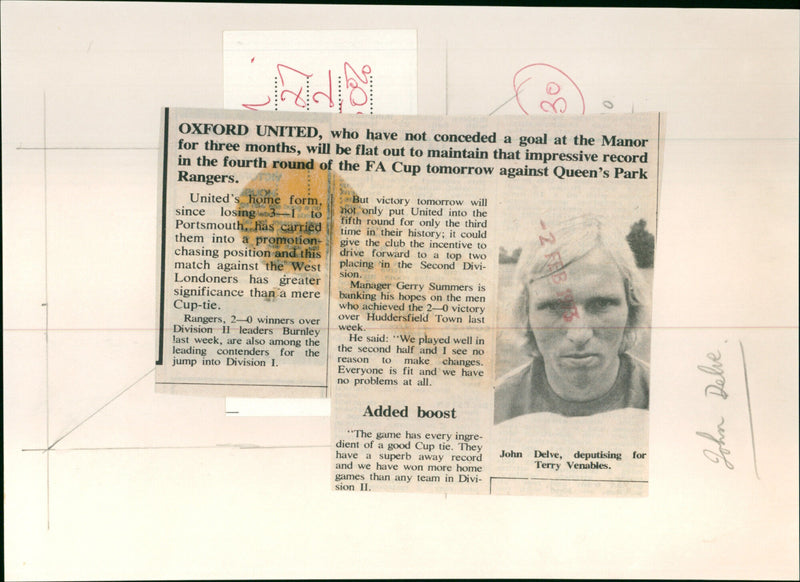 27
2
0%
30
OXFORD UNITED, who have not conceded a goal at the Manor
for three months, will be flat out to maintain that impressive record
in the fourth round of the FA Cup tomorrow against Queen's Park
Rangers.
United's home form,
since losing 3—1 to
Portsmouth, has carried
them into a promotion-
chasing position and this
match against the West
Londoners has greater
significance than a mere
Cup-tie.
Rangers, 2—0 winners over
Division II leaders Burnley
last week, are also among the
leading contenders for the
jump into Division I.
But victory tomorrow will
not only put United into the
fifth round for only the third
time in their history; it could
give the club the incentive to
drive forward to a top two
placing in the Second Divi-
sion.
Manager Gerry Summers is
banking his hopes on the men
who achieved the 2—0 victory
over Huddersfield Town last
week.
He said: "We played well in
the second half and I see no
reason to make changes.
Everyone is fit and we have
no problems at all.
Added boost
"The game has every ingre-
dient of a good Cup tie. They
have a superb away record
and we have won more home
games than any team in Divi-
sion II.
-2 FEB 1973
John Delve, deputising for
Terry Venables.
John Delve.